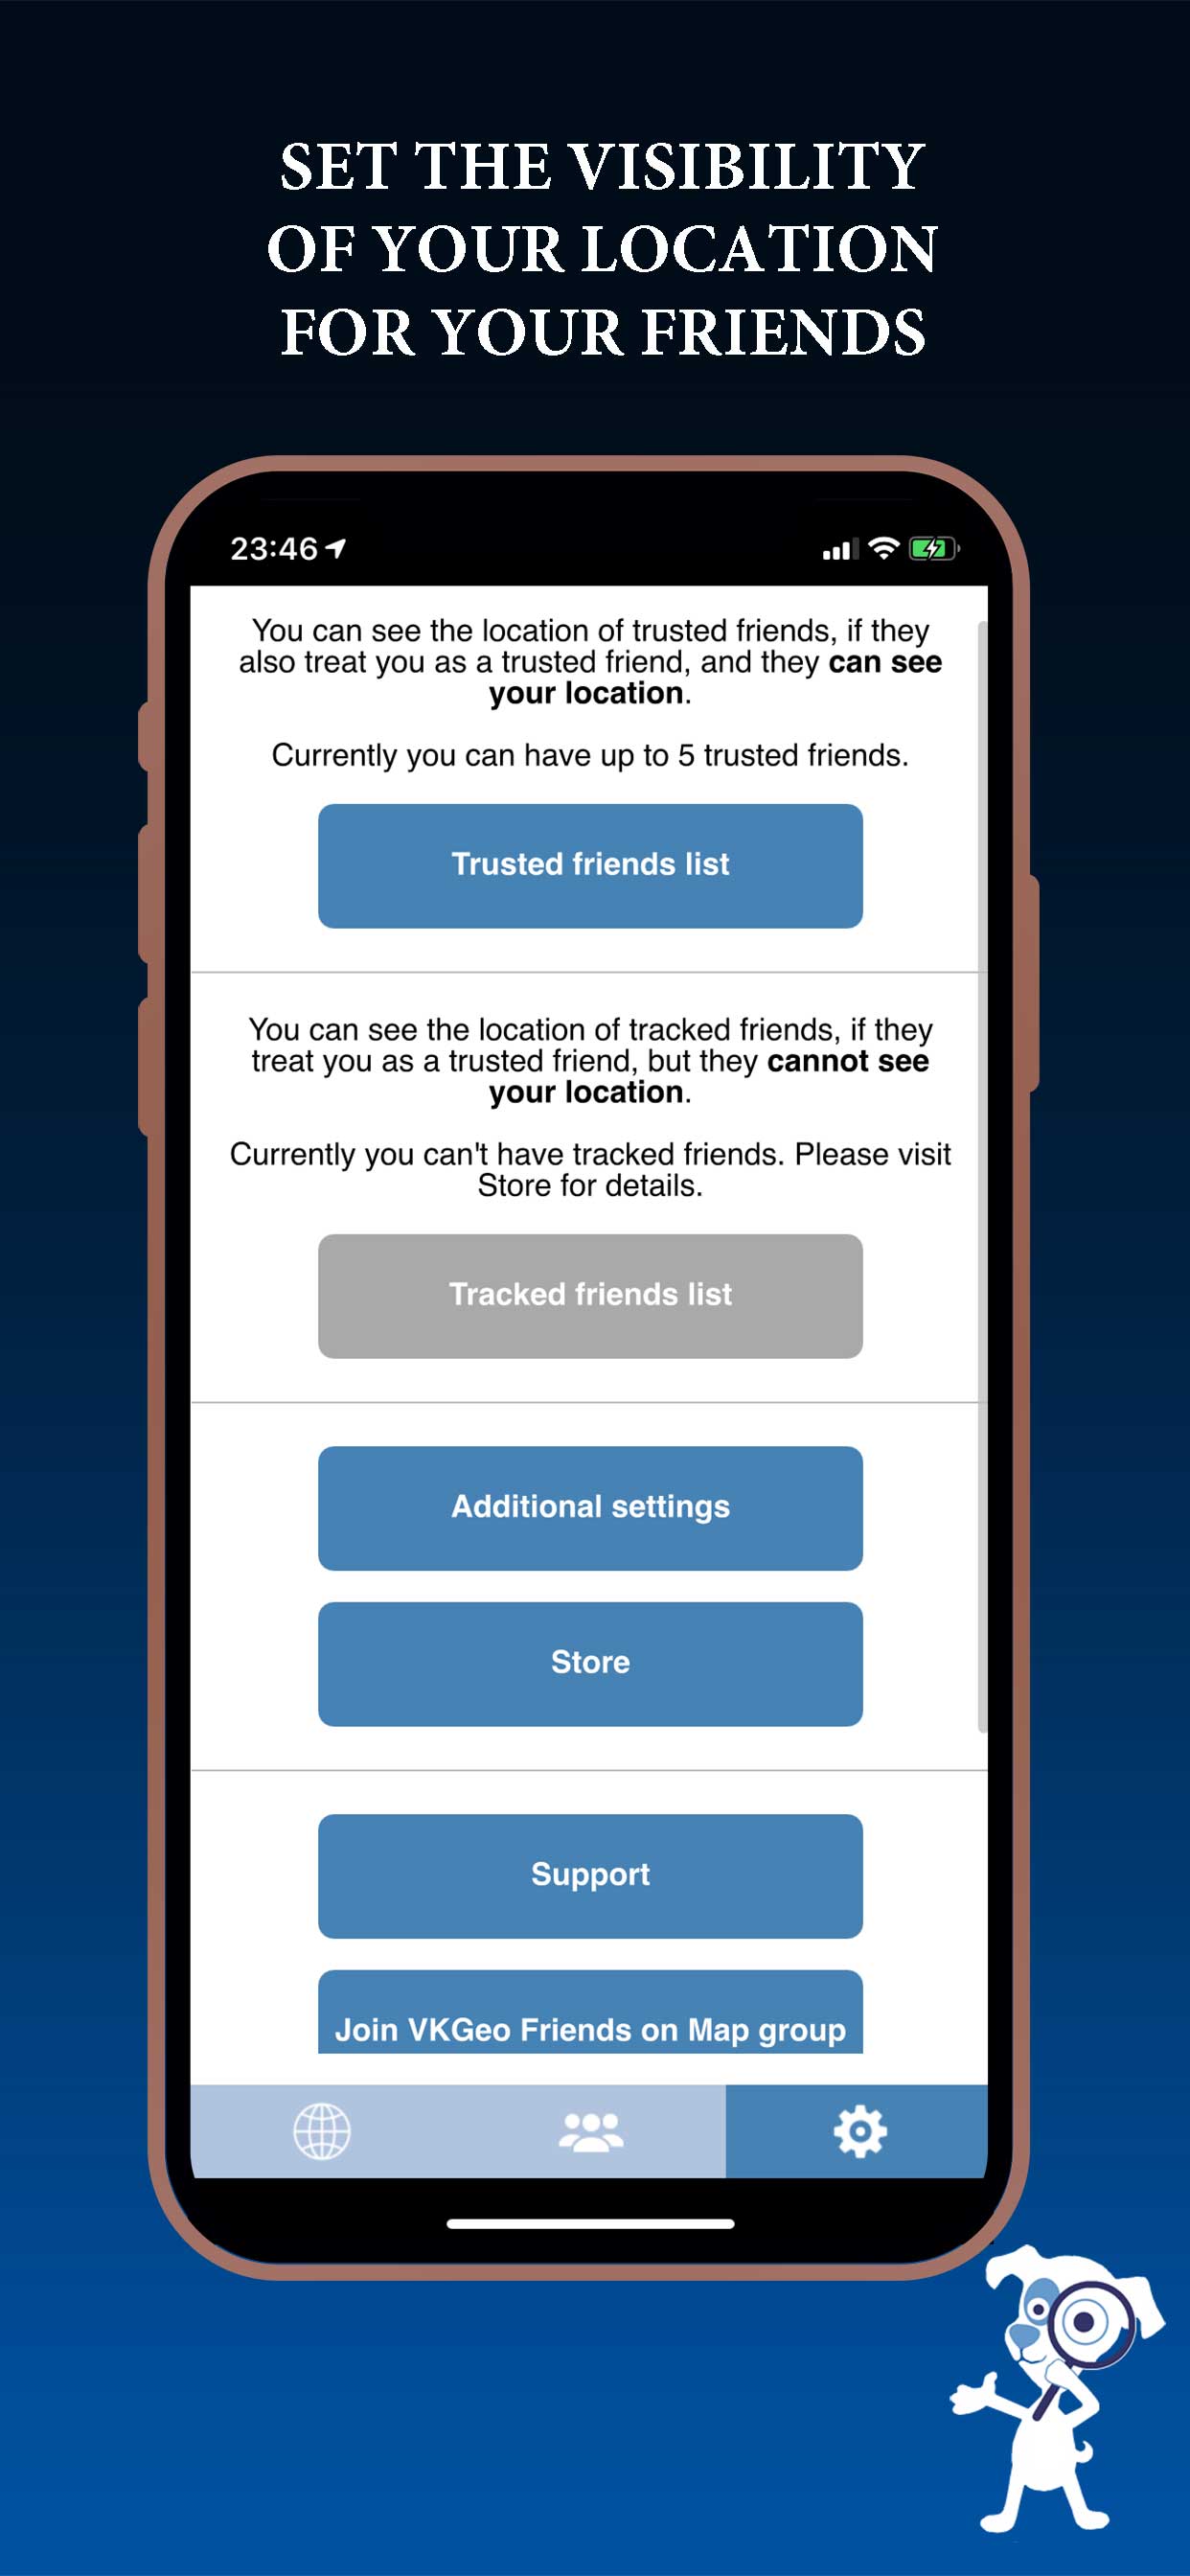 SET THE VISIBILITY
OF YOUR LOCATION
FOR YOUR FRIENDS
23:46
You can see the location of trusted friends, if they
also treat you as a trusted friend, and they can see
your location.
Currently you can have up to 5 trusted friends.
Trusted friends list
You can see the location of tracked friends, if they
treat you as a trusted friend, but they cannot see
your location.
Currently you can't have tracked friends. Please visit
Store for details.
Tracked friends list
Additional settings
Store
Support
Join VKGeo Friends on Map group